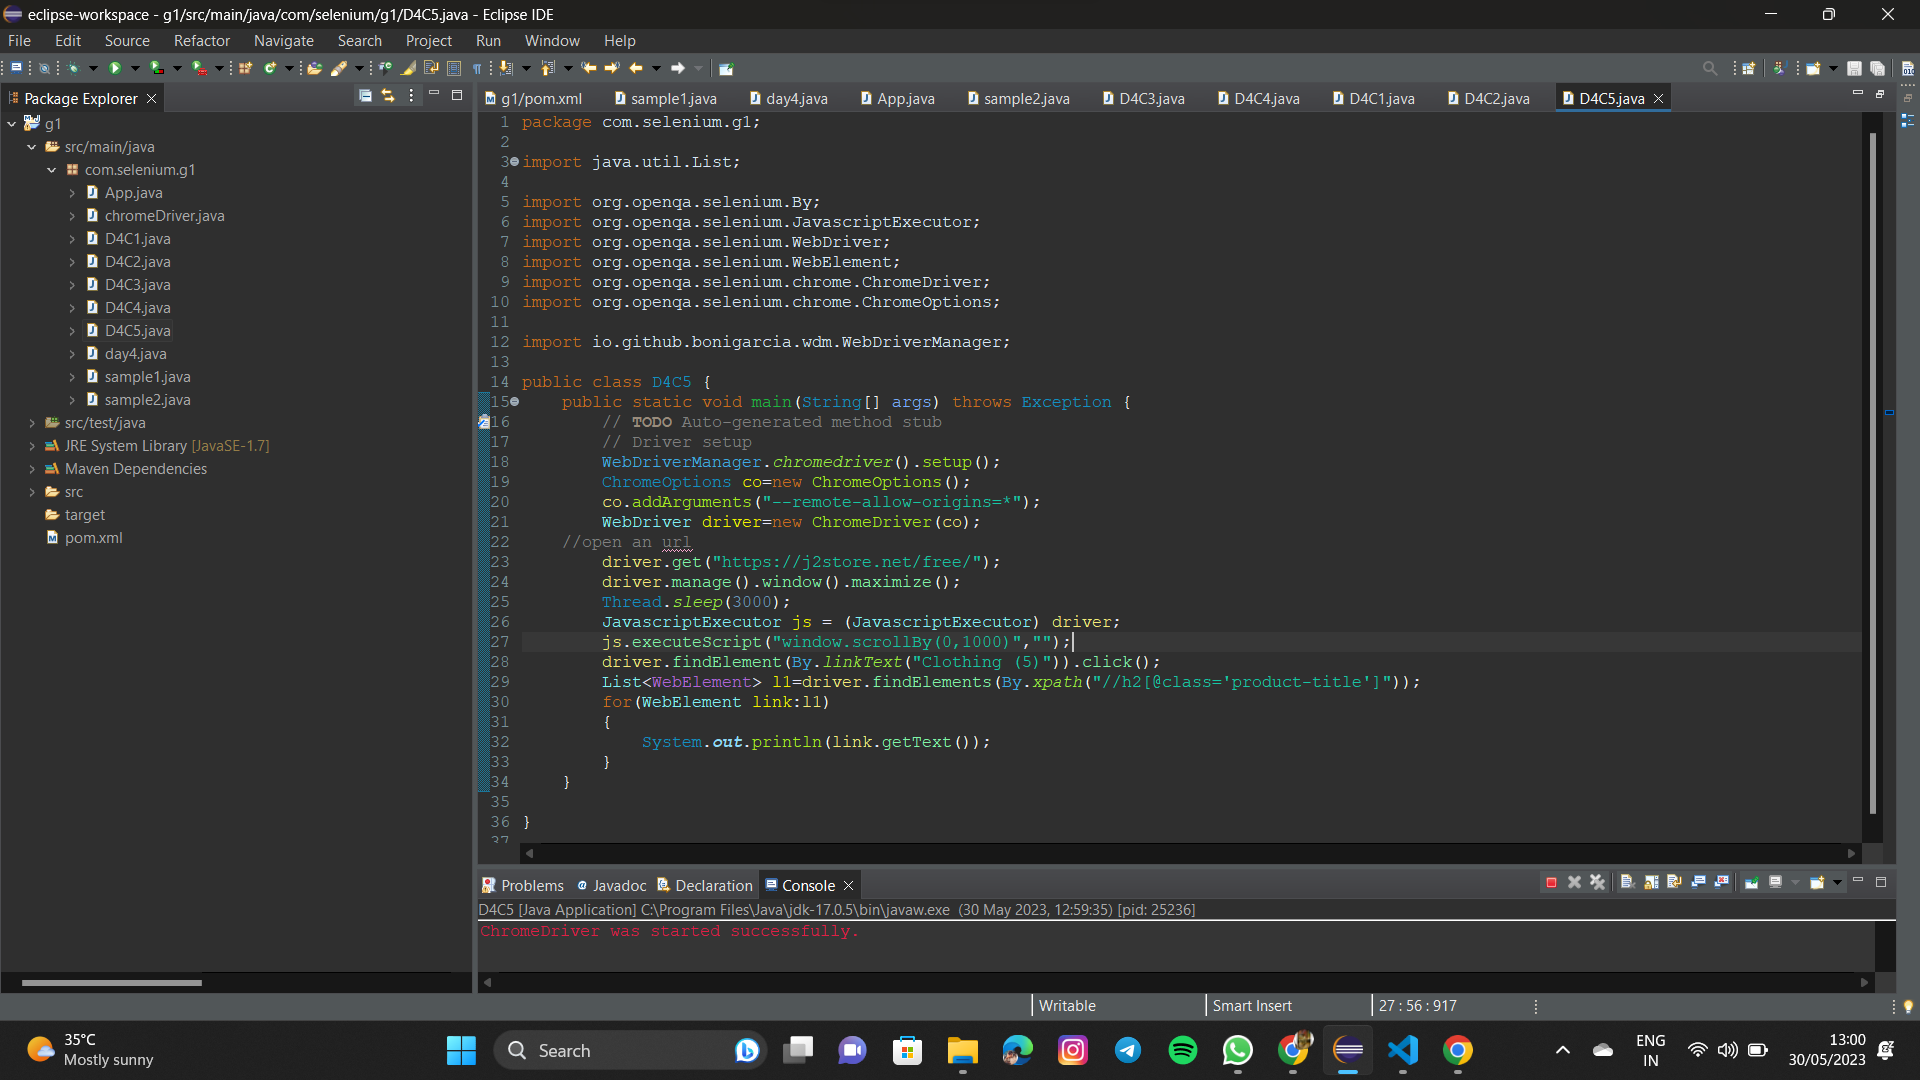 eclipse-workspace - g1/src/main/java/com/selenium/g1/D4C5.java - Eclipse IDE
File Edit Source Refactor Navigate Search Project Run Window Help
Package Explorer
g1
src/main/java
com.selenium.g1
App.java
chromeDriver.java
D4C1.java
D4C2.java
D4C3.java
D4C4.java
D4C5.java
day4.java
sample1.java
sample2.java
src/test/java
JRE System Library [JavaSE-1.7]
Maven Dependencies
src
target
pom.xml
g1/pom.xml sample1.java day4.java App.java sample2.java D4C3.java D4C4.java D4C1.java D4C2.java D4C5.java
1 package com.selenium.g1;
2
3 import java.util.List;
4
5 import org.openqa.selenium.By;
6 import org.openqa.selenium.JavascriptExecutor;
7 import org.openqa.selenium.WebDriver;
8 import org.openqa.selenium.WebElement;
9 import org.openqa.selenium.chrome.ChromeDriver;
10 import org.openqa.selenium.chrome.ChromeOptions;
11
12 import io.github.bonigarcia.wdm.WebDriverManager;
13
14 public class D4C5 {
15 public static void main(String[] args) throws Exception {
16 // TODO Auto-generated method stub
17 // Driver setup
18 WebDriverManager.chromedriver().setup();
19 ChromeOptions co=new ChromeOptions();
20 co.addArguments("--remote-allow-origins=*");
21 WebDriver driver=new ChromeDriver(co);
22 //open an url
23 driver.get("https://j2store.net/free/");
24 driver.manage().window().maximize();
25 Thread.sleep(3000);
26 JavascriptExecutor js = (JavascriptExecutor) driver;
27 js.executeScript("window.scrollBy(0,1000)","");
28 driver.findElement(By.linkText("Clothing (5)")).click();
29 List<WebElement> l1=driver.findElements(By.xpath("//h2[@class='product-title']"));
30 for(WebElement link:l1)
31 {
32 System.out.println(link.getText());
33 }
34 }
35
36 }
37
Problems Javadoc Declaration Console
D4C5 [Java Application] C:\Program Files\Java\jdk-17.0.5\bin\javaw.exe (30 May 2023, 12:59:35) [pid: 25236]
ChromeDriver was started successfully.
Writable Smart Insert 27 : 56 : 917
35°C
Mostly sunny
Search
ENG
IN
13:00
30/05/2023